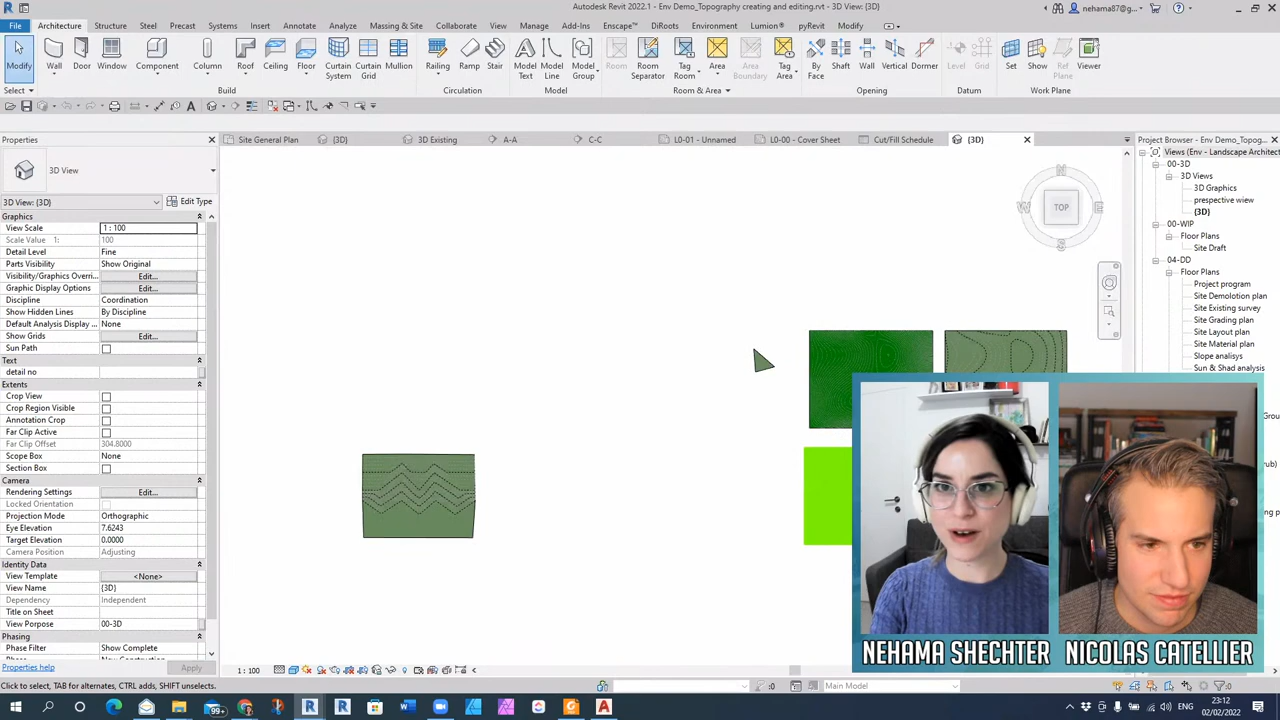 Autodesk Revit 2022.1 - Env Demo_Topography creating and editing.rvt - 3D View: {3D}
nehama87@g...
File Architecture Structure Steel Precast Systems Insert Annotate Analyze Massing & Site Collaborate View Manage Add-Ins Enscape™ DiRoots Environment Lumion® pyRevit Modify
Modify Wall Door Window Component Column Roof Ceiling Floor Curtain System Curtain Grid Mullion Railing Ramp Stair Model Text Model Line Model Group Room Room Separator Tag Room Area Area Boundary Tag Area By Face Shaft Wall Vertical Dormer Level Grid Set Show Ref Plane Viewer
Build Circulation Model Room & Area Opening Datum Work Plane
Properties
Site General Plan {3D} 3D Existing A-A C-C L0-01 - Unnamed L0-00 - Cover Sheet Cut/Fill Schedule {3D}
Project Browser - Env Demo_Topog...
3D View
3D View: {3D} Edit Type
Graphics
View Scale 1 : 100
Scale Value 1: 100
Detail Level Fine
Parts Visibility Show Original
Visibility/Graphics Overri... Edit...
Graphic Display Options Edit...
Discipline Coordination
Show Hidden Lines By Discipline
Default Analysis Display ... None
Show Grids Edit...
Sun Path
Text
detail no
Extents
Crop View
Crop Region Visible
Annotation Crop
Far Clip Active
Far Clip Offset 304.8000
Scope Box None
Section Box
Camera
Rendering Settings Edit...
Locked Orientation
Projection Mode Orthographic
Eye Elevation 7.6243
Target Elevation 0.0000
Camera Position Adjusting
Identity Data
View Template <None>
View Name {3D}
Dependency Independent
Title on Sheet
View Purpose 00-3D
Phasing
Phase Filter Show Complete
Properties help Apply
N
W TOP E
S
Views (Env - Landscape Architect
00-3D
3D Views
3D Graphics
prespective wiew
{3D}
00-WIP
Floor Plans
Site Draft
04-DD
Floor Plans
Project program
Site Demolotion plan
Site Existing survey
Site Grading plan
Site Layout plan
Site Material plan
Slope analisys
Sun & Shad analysis
NEHAMA SHECHTER NICOLAS CATELLIER
1 : 100
Click to select, TAB for alternates, CTRL adds, SHIFT unselects.
:0 Main Model :0
99+
ENG 23:12
02/02/2022